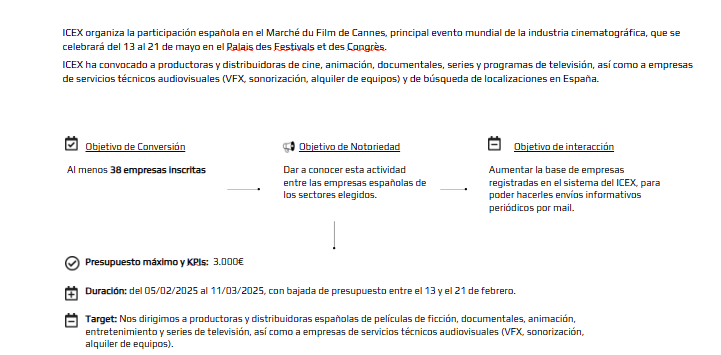 ICEX organiza la participación española en el Marché du Film de Cannes, principal evento mundial de la industria cinematográfica, que se
celebrará del 13 al 21 de mayo en el Palais des Festivals et des Congrès.
ICEX ha convocado a productoras y distribuidoras de cine, animación, documentales, series y programas de televisión, así como a empresas
de servicios técnicos audiovisuales (VFX, sonorización, alquiler de equipos) y de búsqueda de localizaciones en España.
Objetivo de Conversión
Al menos 38 empresas inscritas
Objetivo de Notoriedad
Dar a conocer esta actividad
entre las empresas españolas de
los sectores elegidos.
Objetivo de interacción
Aumentar la base de empresas
registradas en el sistema del ICEX, para
poder hacerles envíos informativos
periódicos por mail.
Presupuesto máximo y KPIs: 3.000€
Duración: del 05/02/2025 al 11/03/2025, con bajada de presupuesto entre el 13 y el 21 de febrero.
Target: Nos dirigimos a productoras y distribuidoras españolas de películas de ficción, documentales, animación,
entretenimiento y series de televisión, así como a empresas de servicios técnicos audiovisuales (VFX, sonorización,
alquiler de equipos).